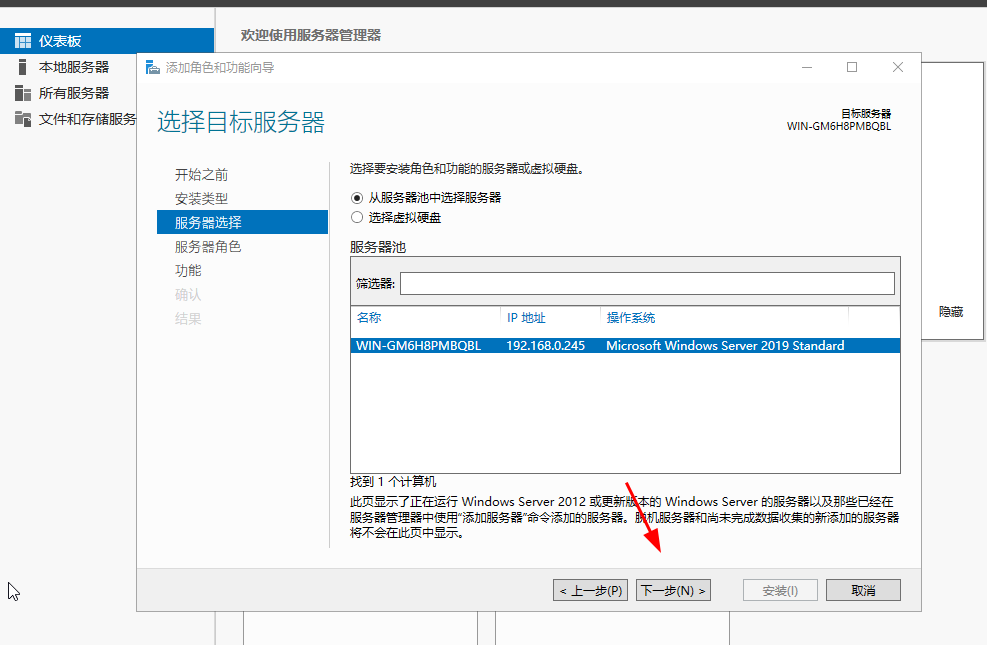 欢迎使用服务器管理器
仪表板
本地服务器
所有服务器
文件和存储服务
添加角色和功能向导
选择目标服务器
目标服务器
WIN-GM6H8PMBQBL
开始之前
安装类型
服务器选择
服务器角色
功能
确认
结果
选择要安装角色和功能的服务器或虚拟硬盘。
从服务器池中选择服务器
选择虚拟硬盘
服务器池
筛选器:
名称 IP 地址 操作系统
WIN-GM6H8PMBQBL 192.168.0.245 Microsoft Windows Server 2019 Standard
找到 1 个计算机
此页显示了正在运行 Windows Server 2012 或更新版本的 Windows Server 的服务器以及那些已经在
服务器管理器中使用"添加服务器"命令添加的服务器。脱机服务器和尚未完成数据收集的新添加的服务器
将不会在此页中显示。
< 上一步(P) 下一步(N) > 安装(I) 取消
隐藏